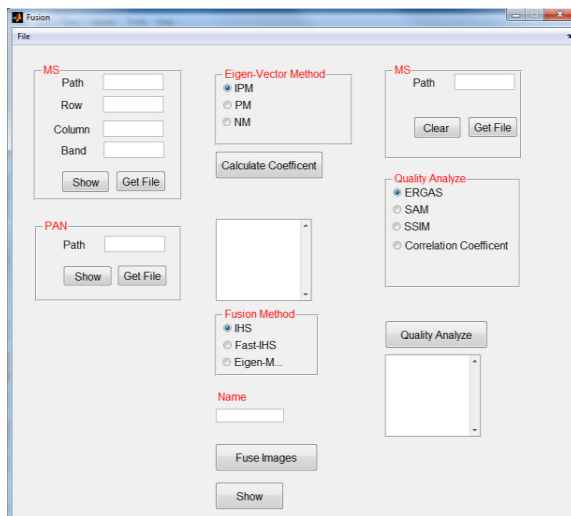 Fusion
File
MS
Path
Row
Column
Band
Show Get File
PAN
Path
Show Get File
Eigen-Vector Method
IPM
PM
NM
Calculate Coefficent
Fusion Method
IHS
Fast-IHS
Eigen-M...
Name
Fuse Images
Show
MS
Path
Clear Get File
Quality Analyze
ERGAS
SAM
SSIM
Correlation Coefficent
Quality Analyze